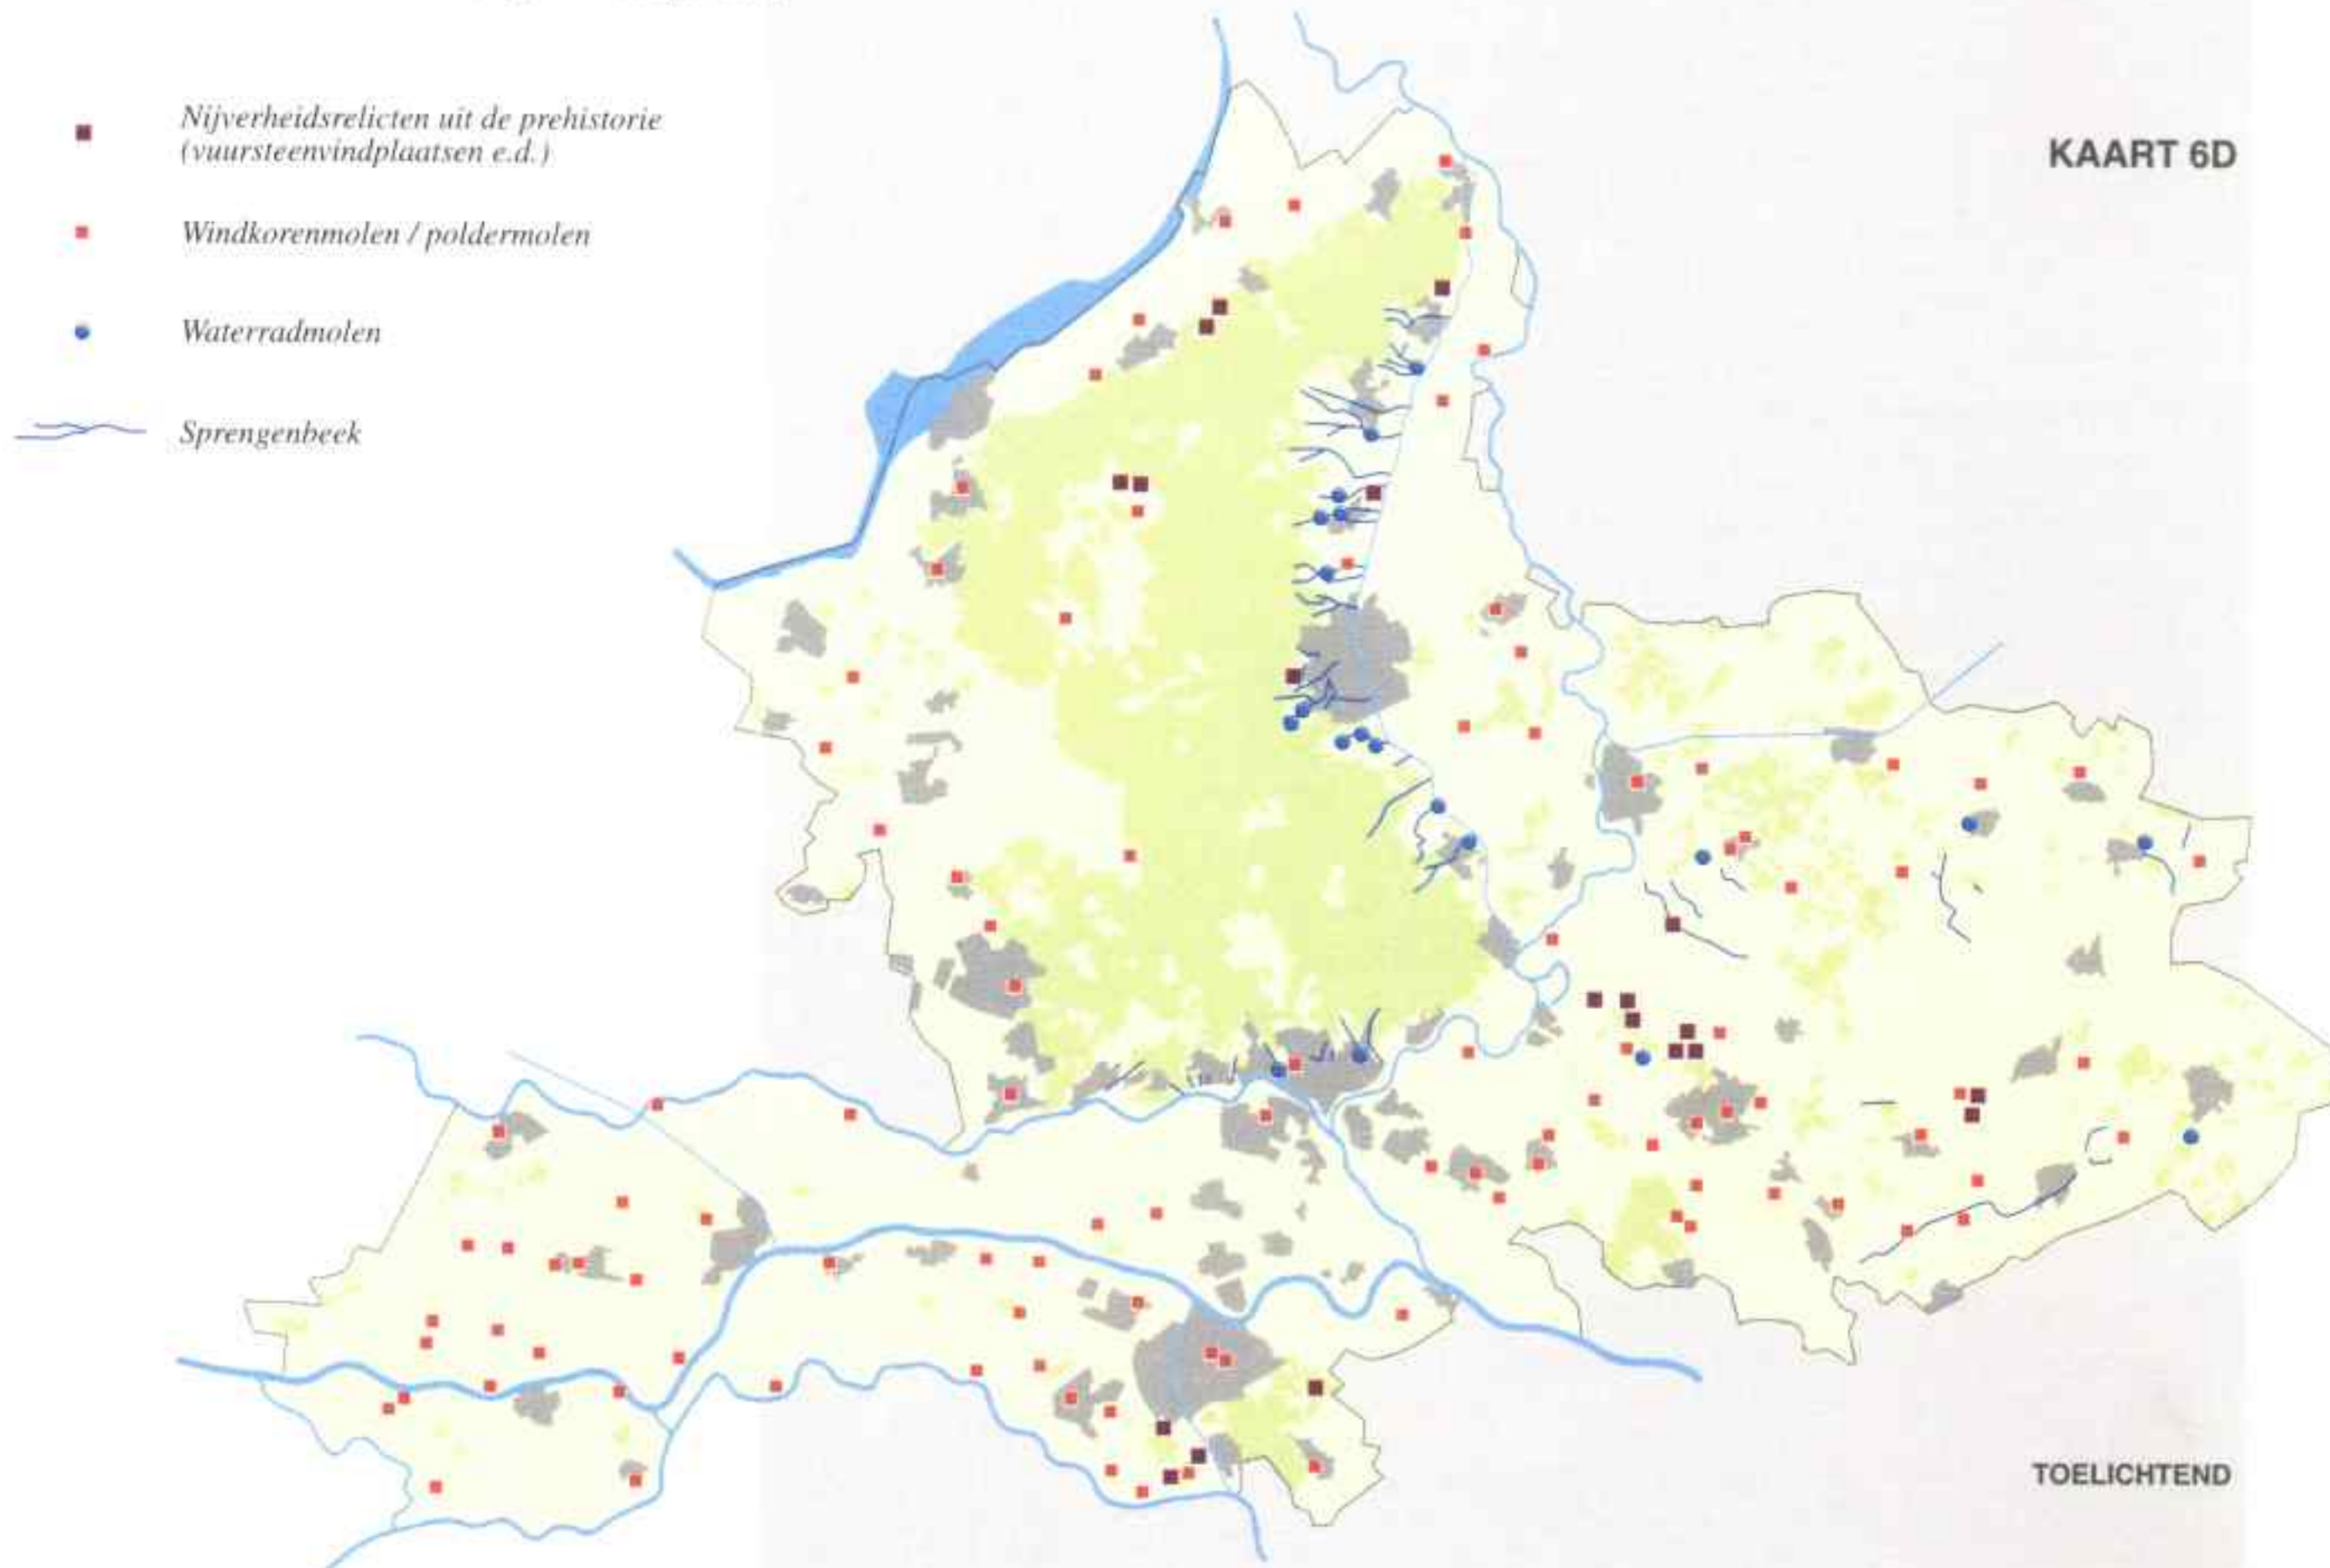 Nijverheidsrelicten uit de prehistorie
(vuursteenvindplaatsen e.d.)
KAART 6D
Windkorenmolen / poldermolen
Waterradmolen
Sprengenbeek
TOELICHTEND